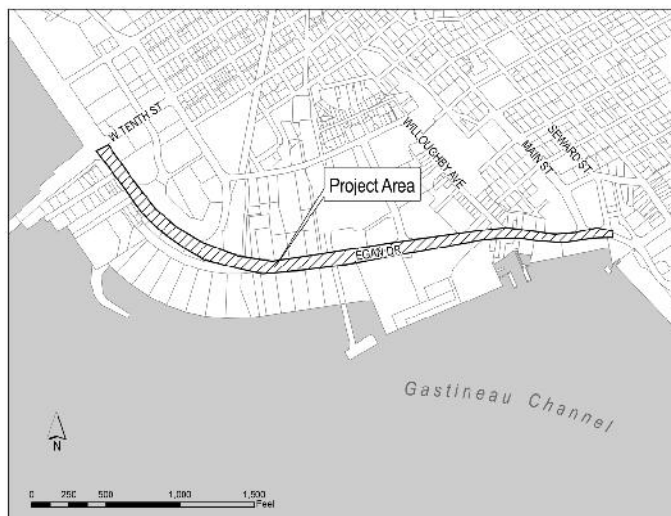 W. TENTH ST
WILLOUGHBY AVE
SEWARD ST
MAIN ST
Project Area
EGAN DR
Gastineau Channel
N
0 250 500 1,000 1,500
Feet